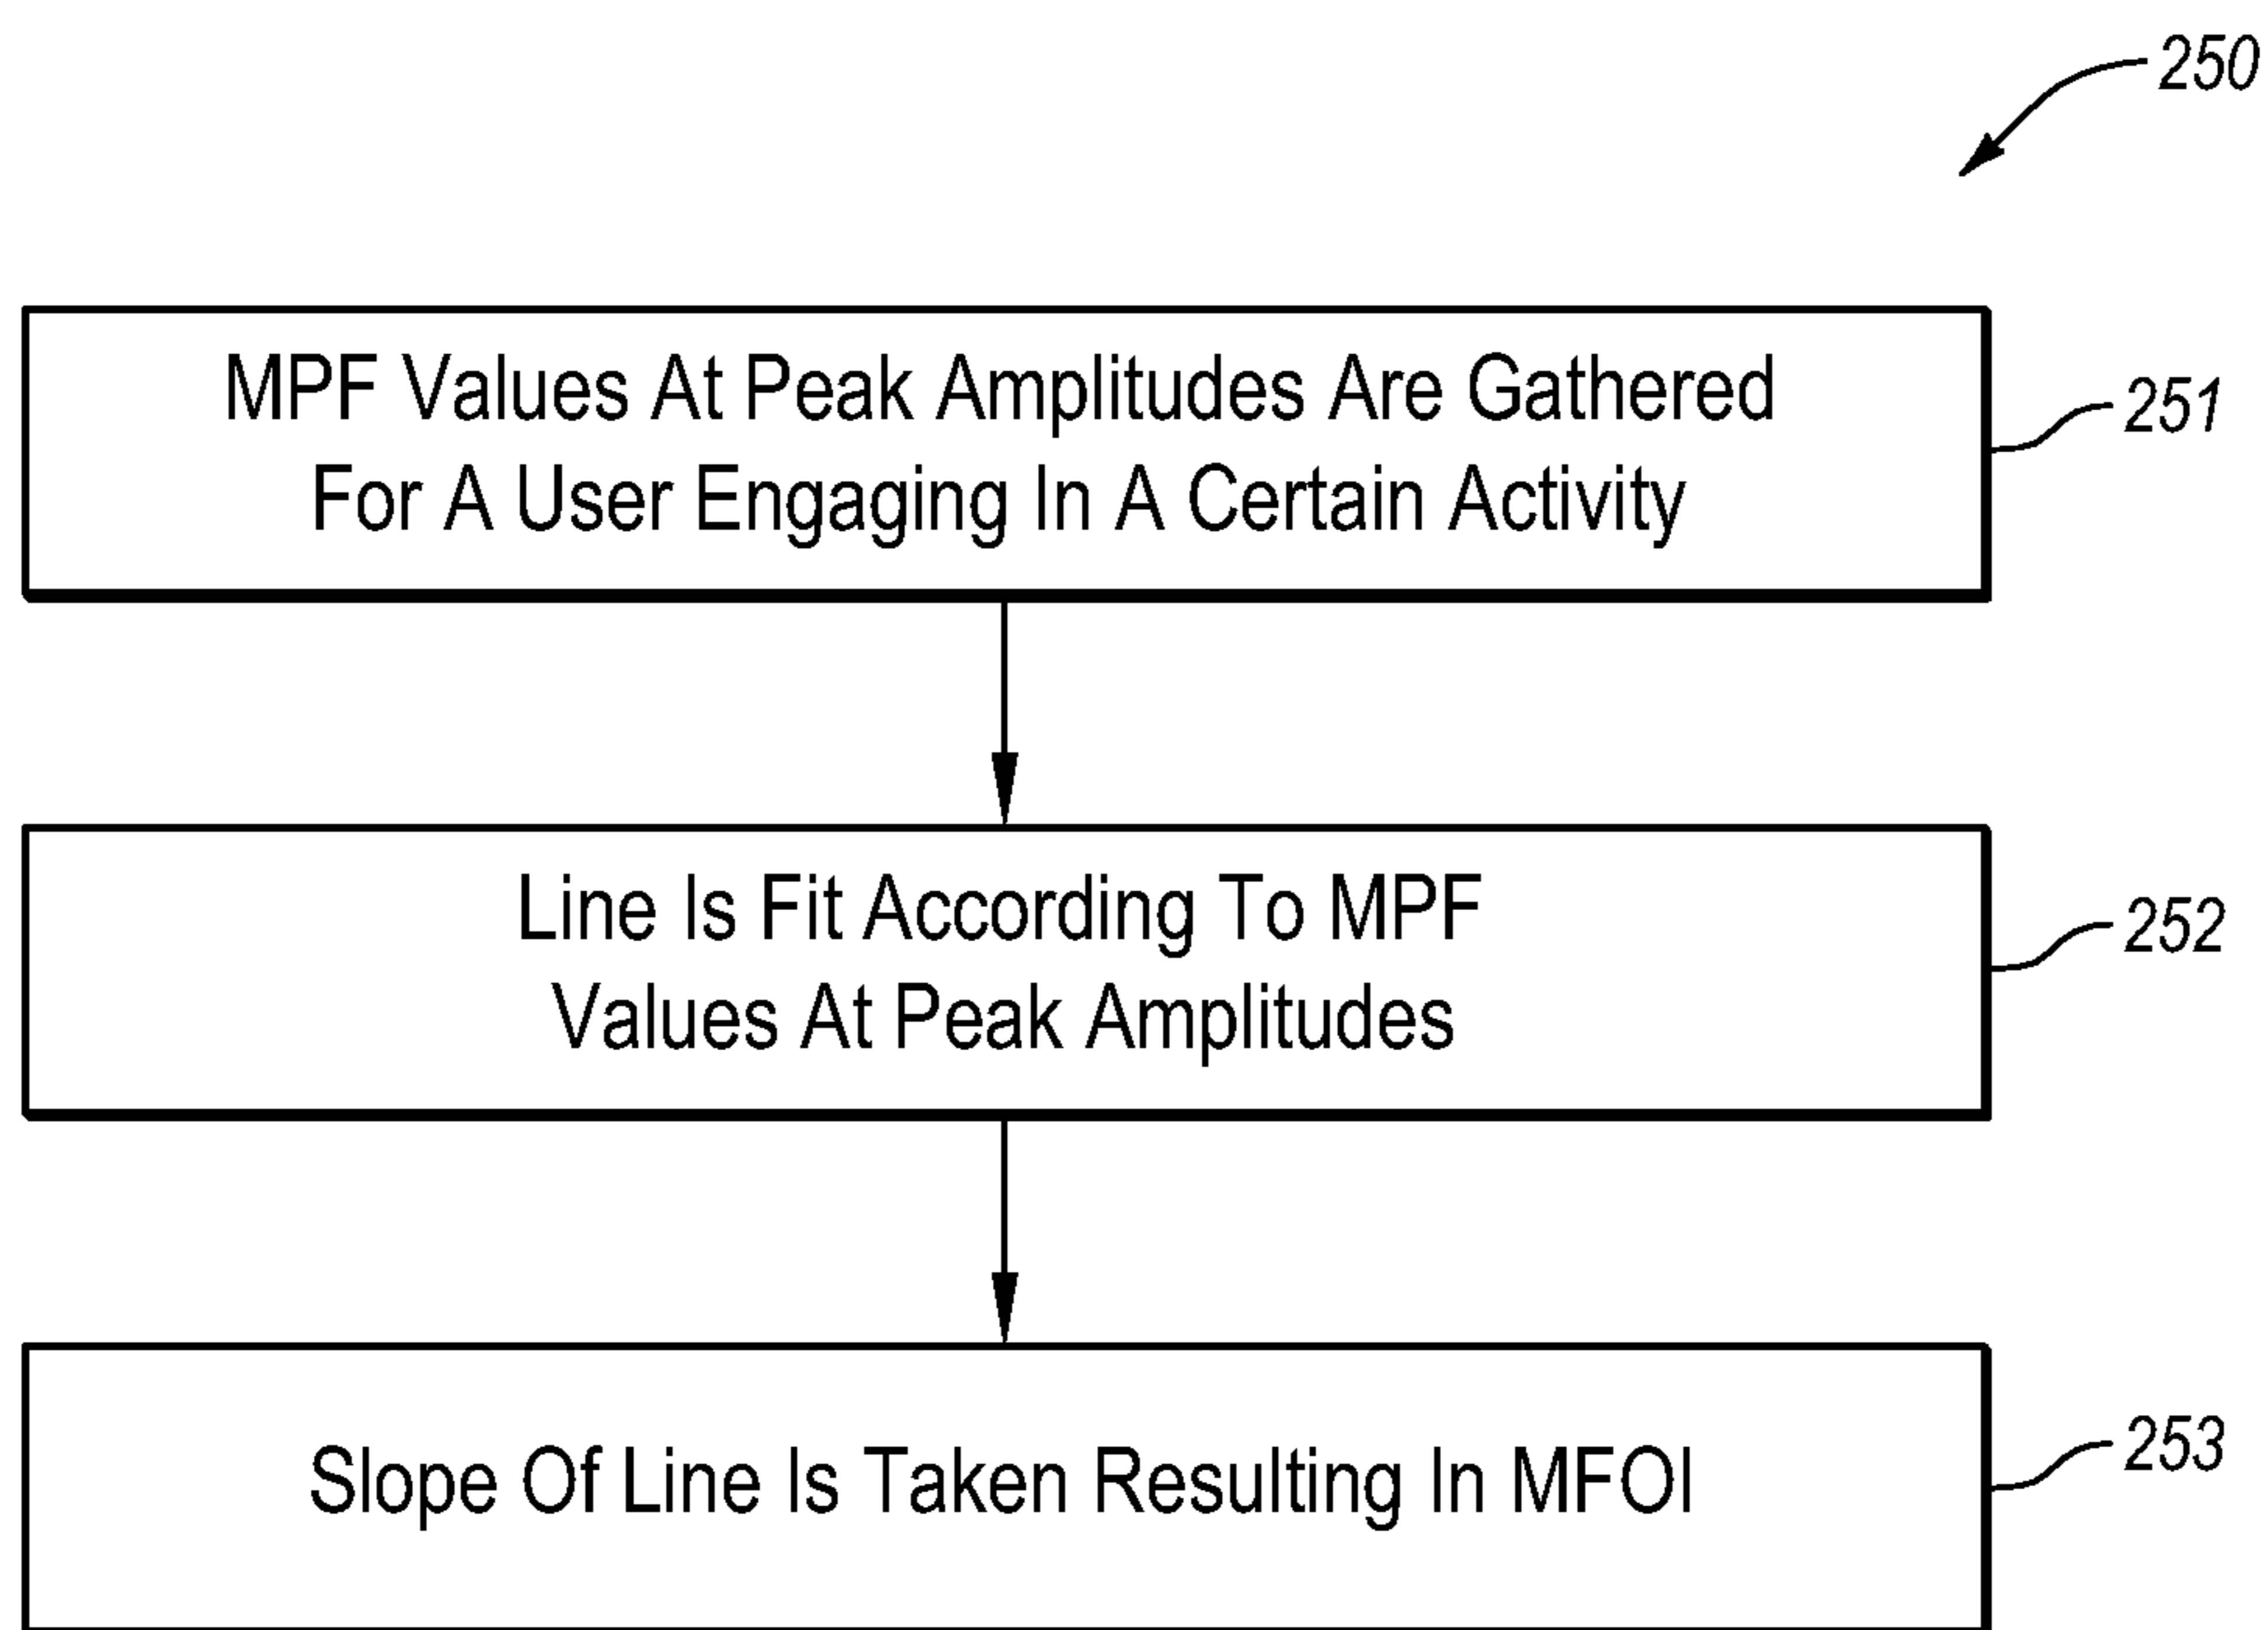 250
MPF Values At Peak Amplitudes Are Gathered
For A User Engaging In A Certain Activity
251
Line Is Fit According To MPF
Values At Peak Amplitudes
252
Slope Of Line Is Taken Resulting In MFOI
253